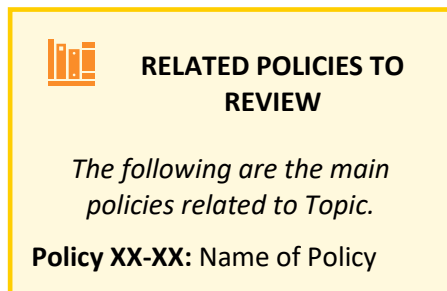 RELATED POLICIES TO
REVIEW
The following are the main
policies related to Topic.
Policy XX-XX: Name of Policy